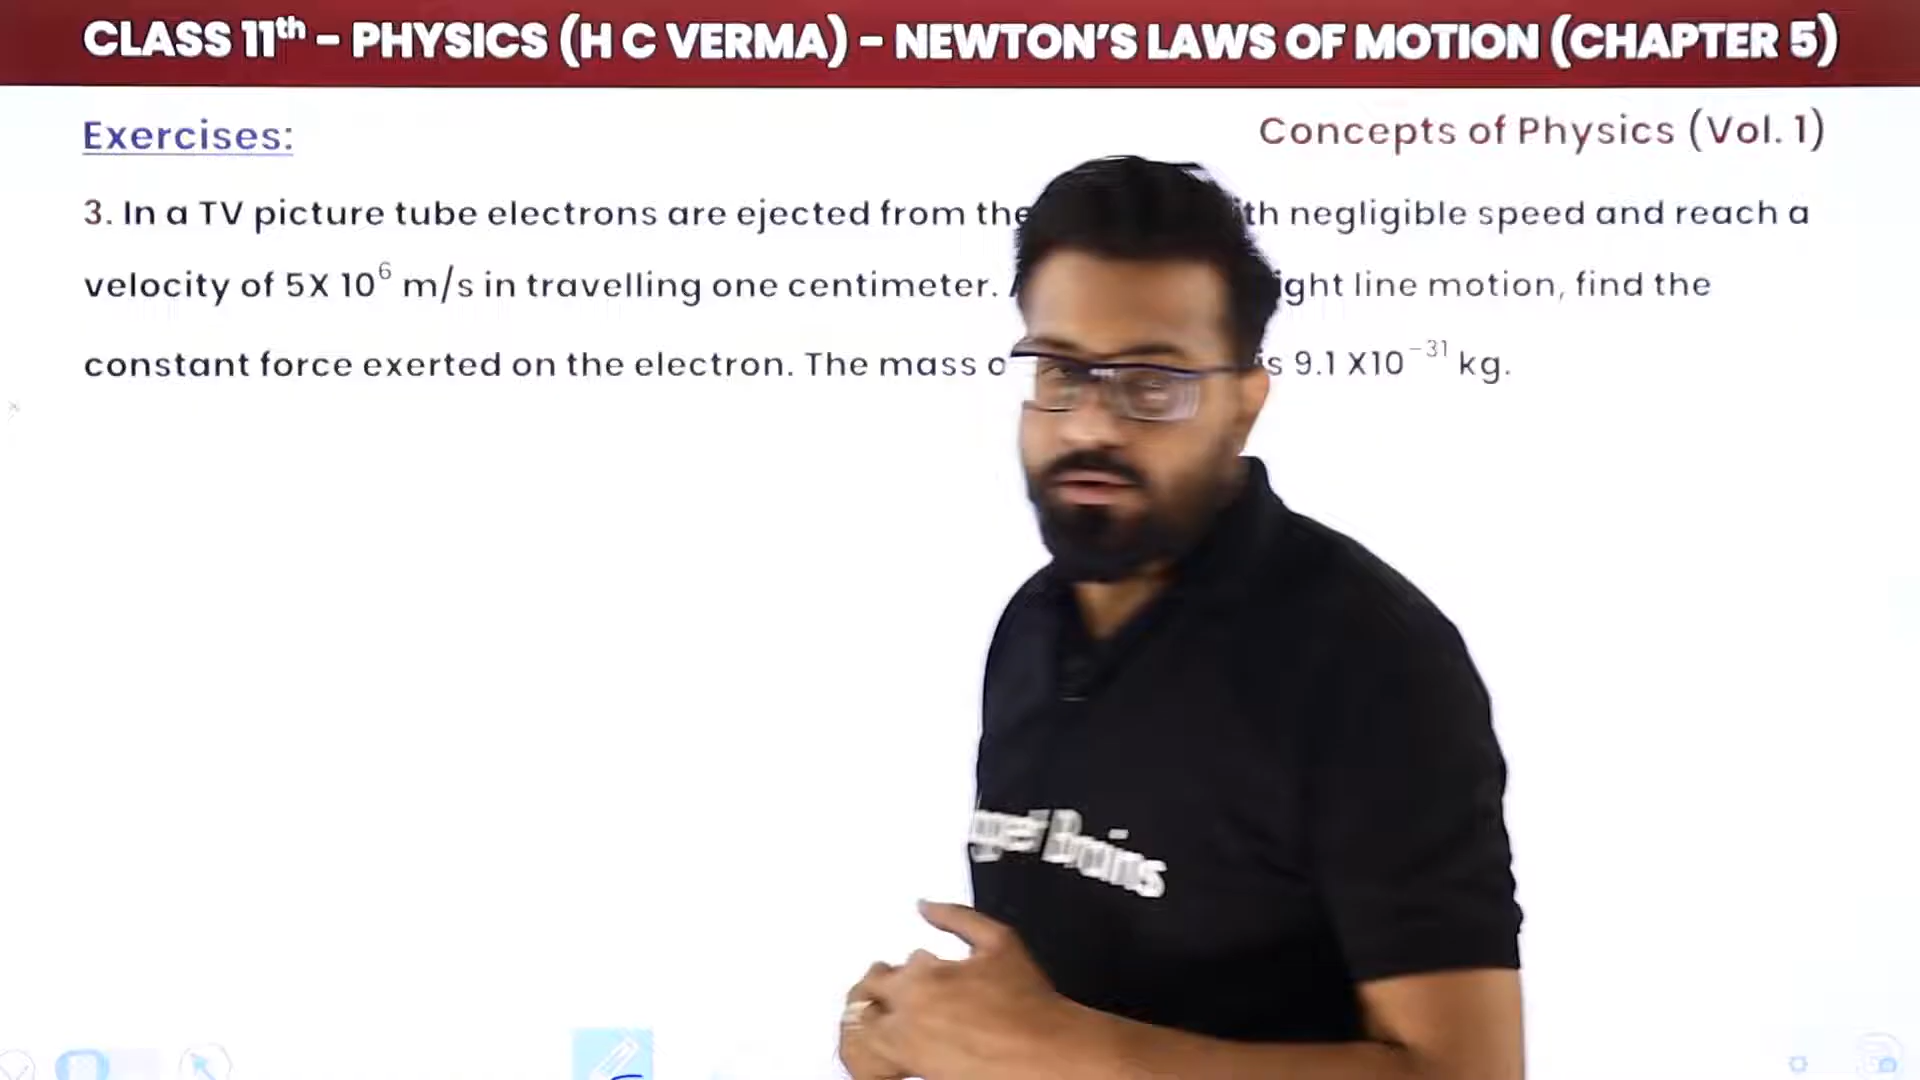 CLASS 11th - PHYSICS (H C VERMA) - NEWTON'S LAWS OF MOTION (CHAPTER 5)
Exercises:
Concepts of Physics (Vol. 1)
3. In a TV picture tube electrons are ejected from the negligible speed and reach a
velocity of 5X 10⁶ m/s in travelling one centimeter. line motion, find the
constant force exerted on the electron. The mass is 9.1 X10⁻³¹ kg.
Brains